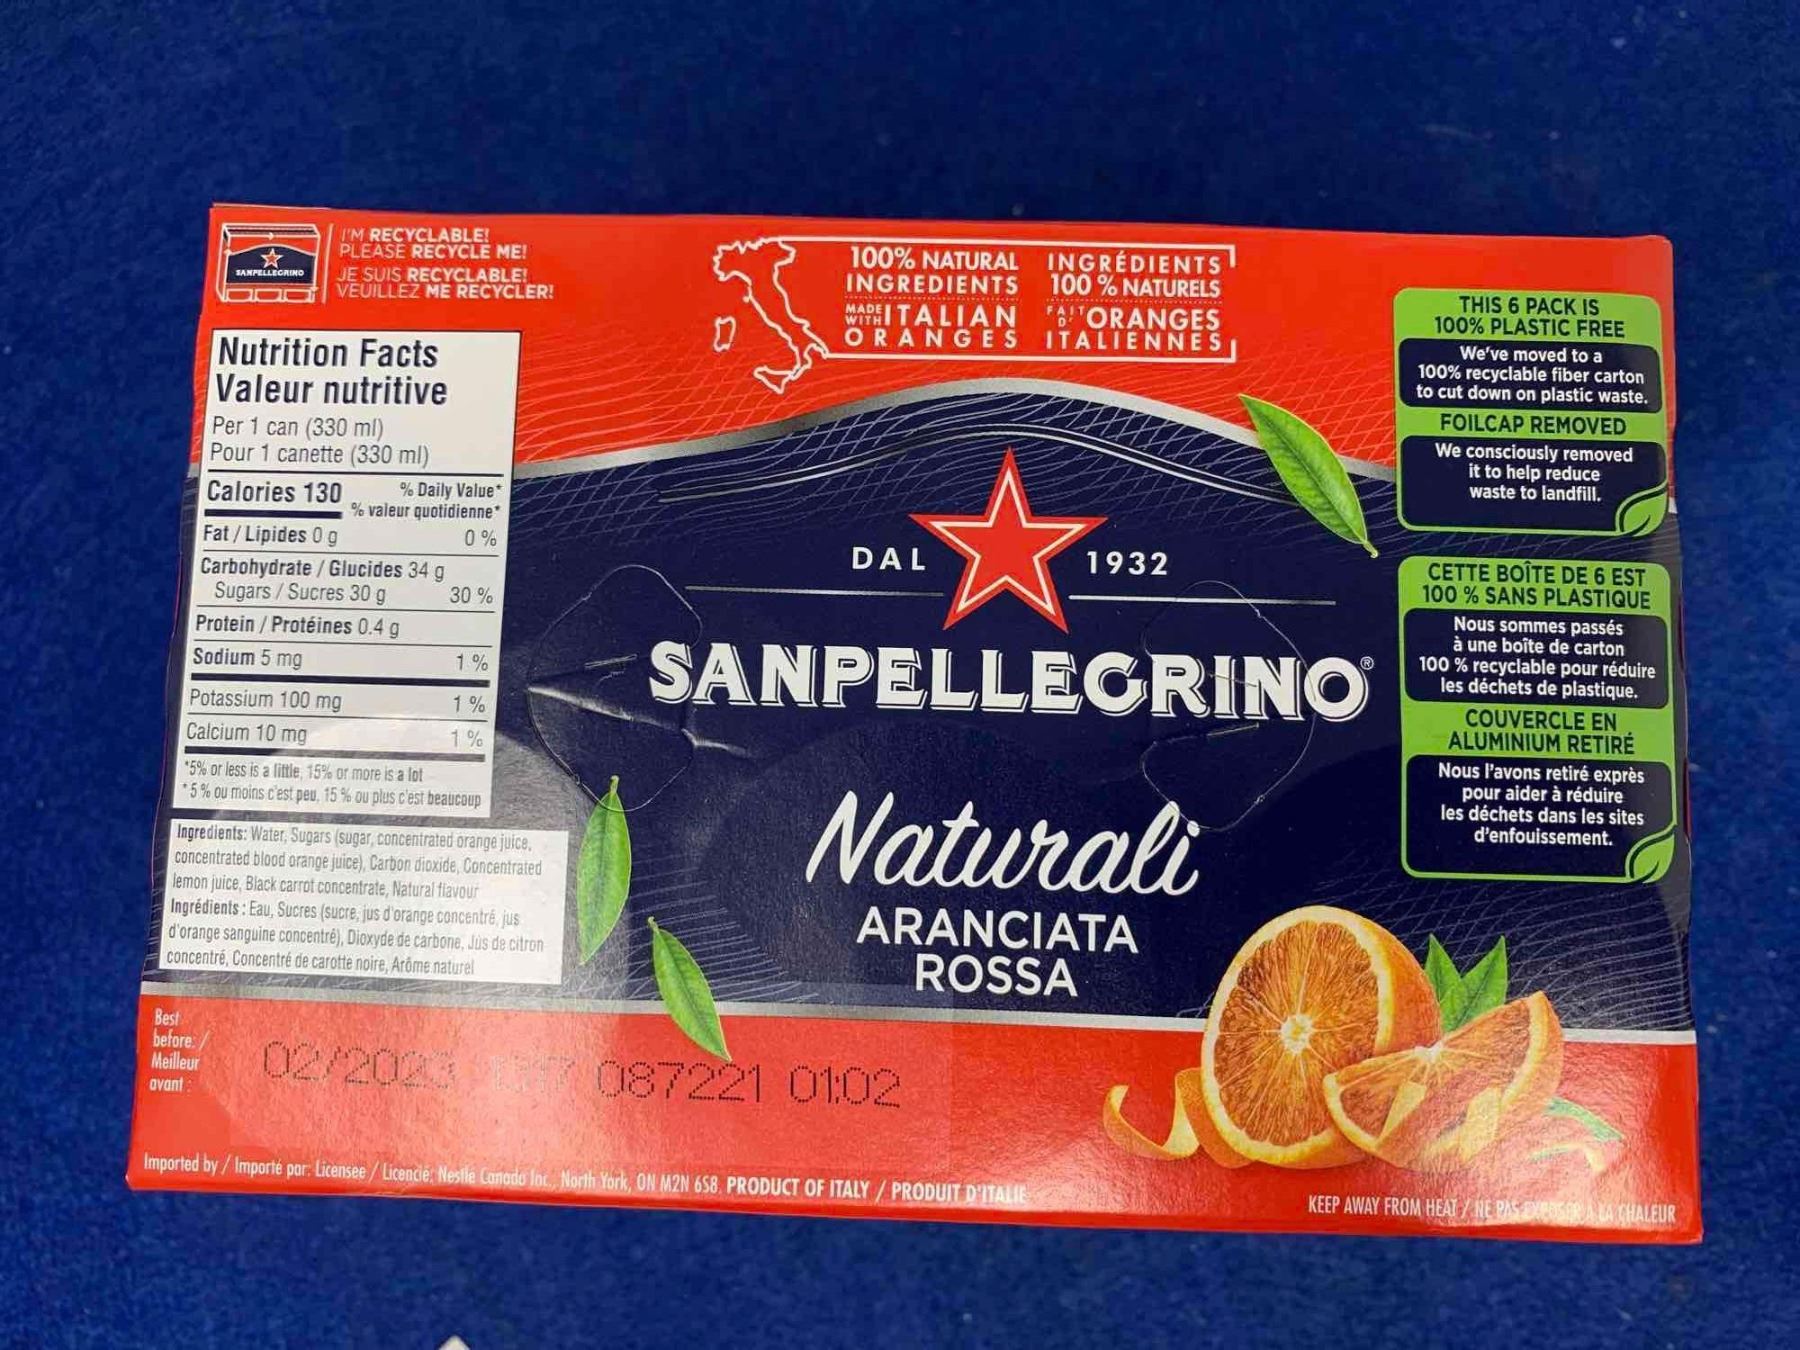 SANPELLEGRINO
I'M RECYCLABLE!
PLEASE RECYCLE ME!
JE SUIS RECYCLABLE!
VEUILLEZ ME RECYCLER!
100% NATURAL
INGREDIENTS
MADE WITH ITALIAN
ORANGES
INGRÉDIENTS
100 % NATURELS
FAIT D'ORANGES
ITALIENNES
Nutrition Facts
Valeur nutritive
Per 1 can (330 ml)
Pour 1 canette (330 ml)
Calories 130
% Daily Value*
% valeur quotidienne*
Fat / Lipides 0 g 0 %
Carbohydrate / Glucides 34 g
Sugars / Sucres 30 g 30 %
Protein / Protéines 0.4 g
Sodium 5 mg 1 %
Potassium 100 mg 1 %
Calcium 10 mg 1 %
*5% or less is a little, 15% or more is a lot
*5 % ou moins c'est peu, 15 % ou plus c'est beaucoup
Ingredients: Water, Sugars (sugar, concentrated orange juice,
concentrated blood orange juice), Carbon dioxide, Concentrated
lemon juice, Black carrot concentrate, Natural flavour
Ingrédients : Eau, Sucres (sucre, jus d'orange concentré, jus
d'orange sanguine concentré), Dioxyde de carbone, Jus de citron
concentré, Concentré de carotte noire, Arôme naturel
DAL 1932
SANPELLEGRINO®
Naturali
ARANCIATA
ROSSA
THIS 6 PACK IS
100% PLASTIC FREE
We've moved to a
100% recyclable fiber carton
to cut down on plastic waste.
FOILCAP REMOVED
We consciously removed
it to help reduce
waste to landfill.
CETTE BOÎTE DE 6 EST
100 % SANS PLASTIQUE
Nous sommes passés
à une boîte de carton
100 % recyclable pour réduire
les déchets de plastique.
COUVERCLE EN
ALUMINIUM RETIRÉ
Nous l'avons retiré exprès
pour aider à réduire
les déchets dans les sites
d'enfouissement.
Best
before: /
Meilleur
avant :
02/2023 087221 01:02
Imported by / Importé par: Licensee / Licencié: Nestlé Canada Inc., North York, ON M2N 6S8. PRODUCT OF ITALY / PRODUIT D'ITALIE
KEEP AWAY FROM HEAT / NE PAS EXPOSER À LA CHALEUR